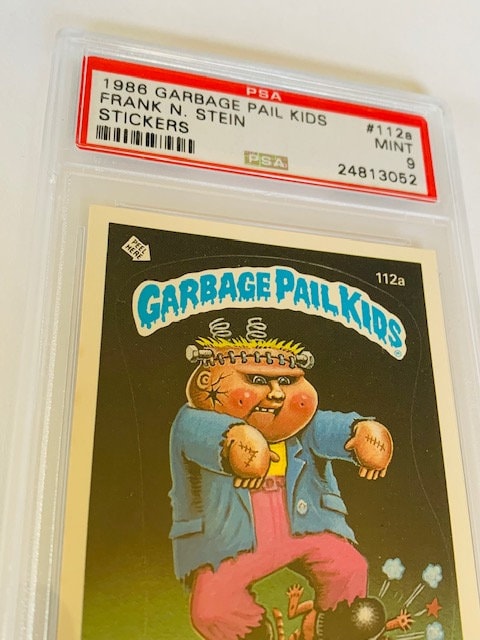 PSA
1986 GARBAGE PAIL KIDS #112a
FRANK N. STEIN MINT
STICKERS 9
PSA 24813052
PEEL
HERE
112a
GARBAGE PAIL KIDS